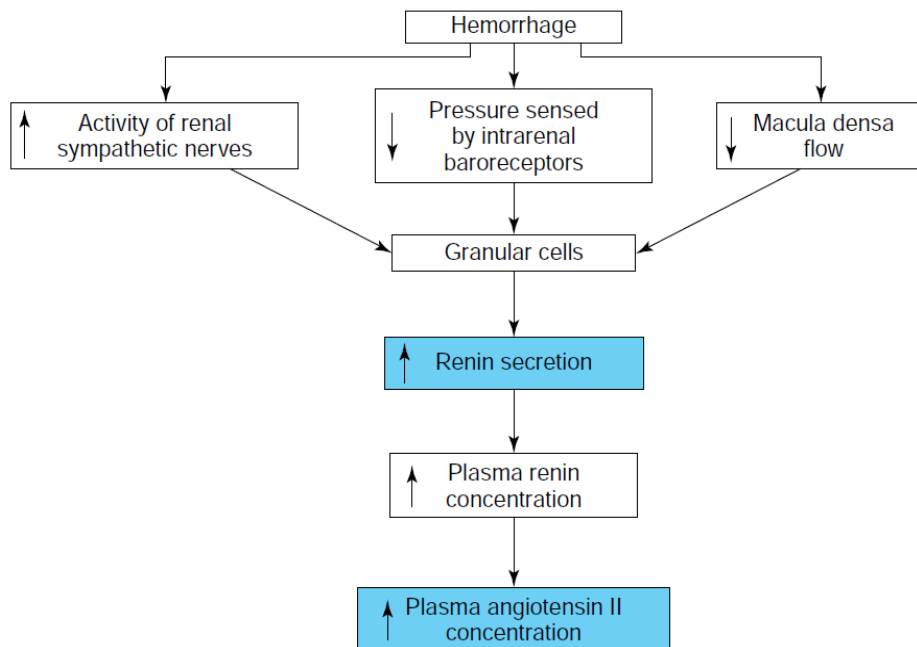 Hemorrhage
Activity of renal
sympathetic nerves
Pressure sensed
by intrarenal
baroreceptors
Macula densa
flow
Granular cells
Renin secretion
Plasma renin
concentration
Plasma angiotensin II
concentration